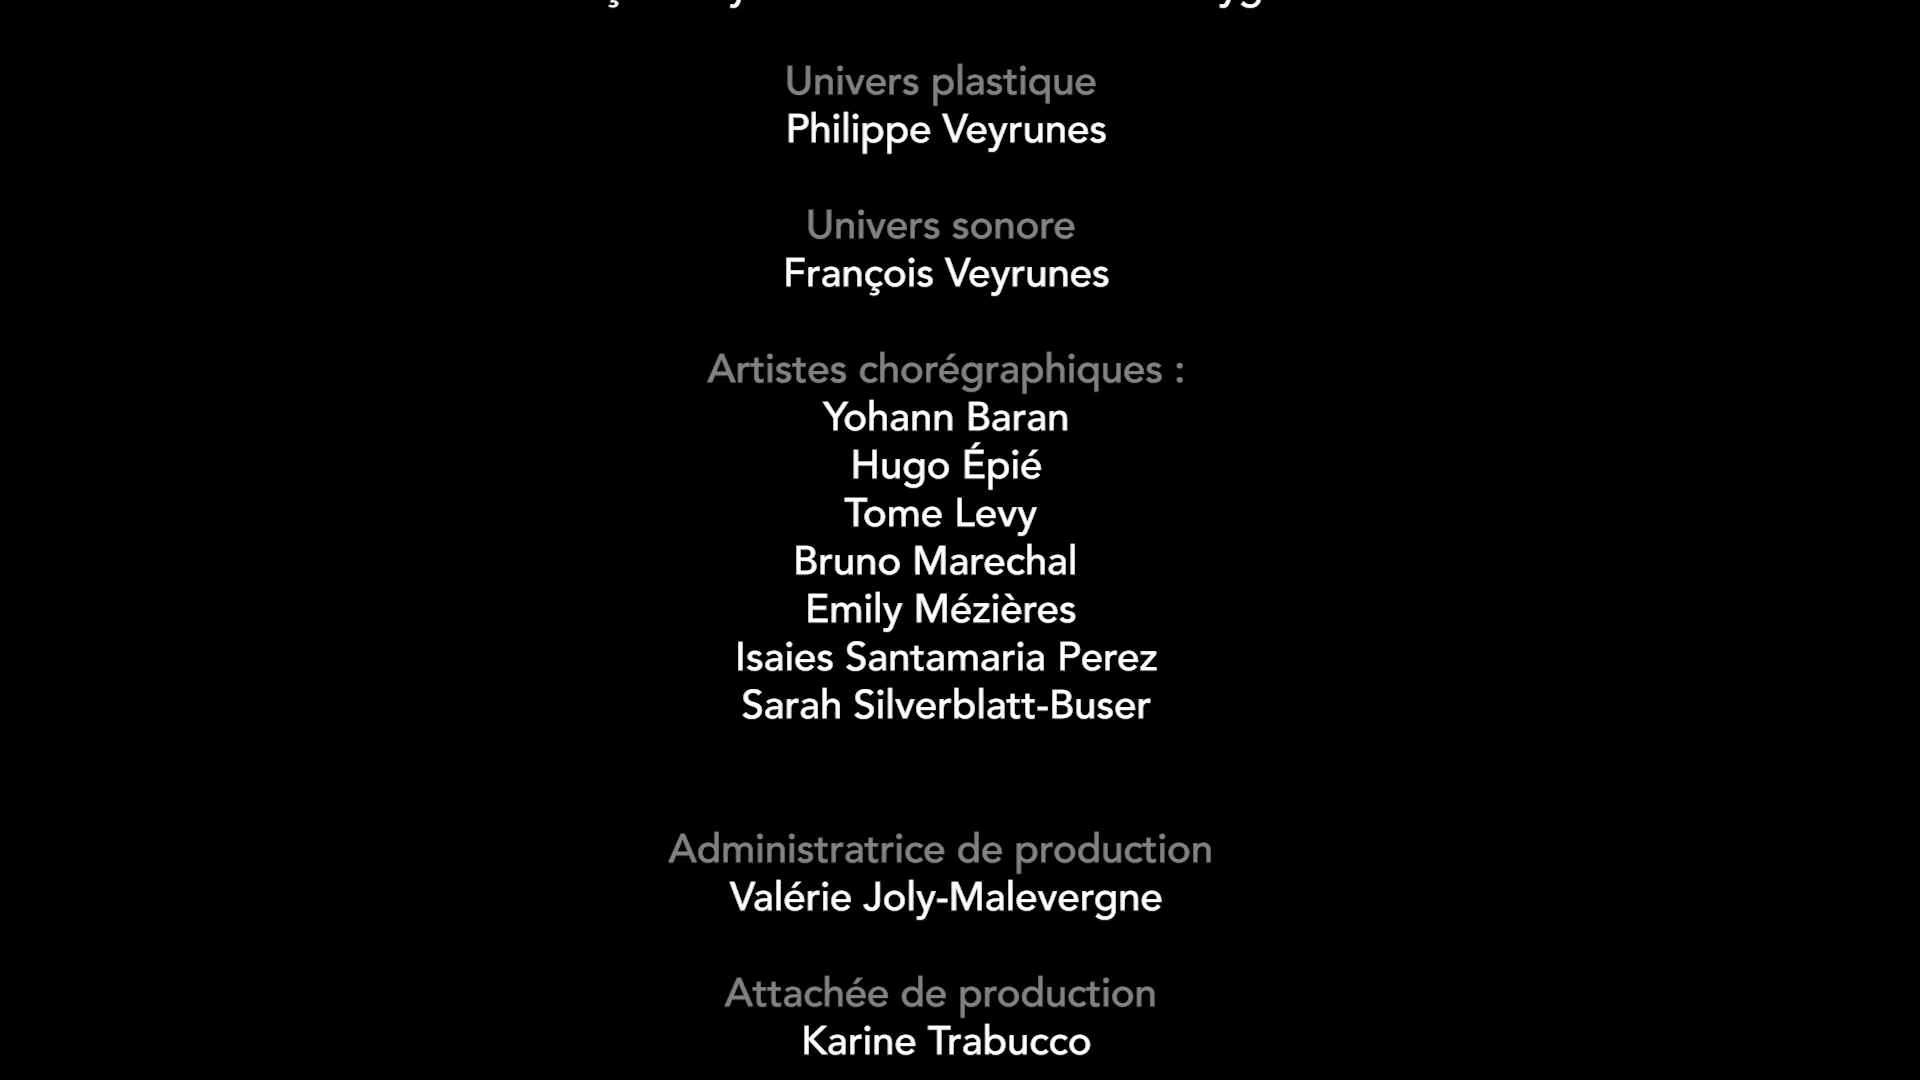 Univers plastique
Philippe Veyrunes
Univers sonore
François Veyrunes
Artistes chorégraphiques :
Yohann Baran
Hugo Épié
Tome Levy
Bruno Marechal
Emily Mézières
Isaies Santamaria Perez
Sarah Silverblatt-Buser
Administratrice de production
Valérie Joly-Malevergne
Attachée de production
Karine Trabucco